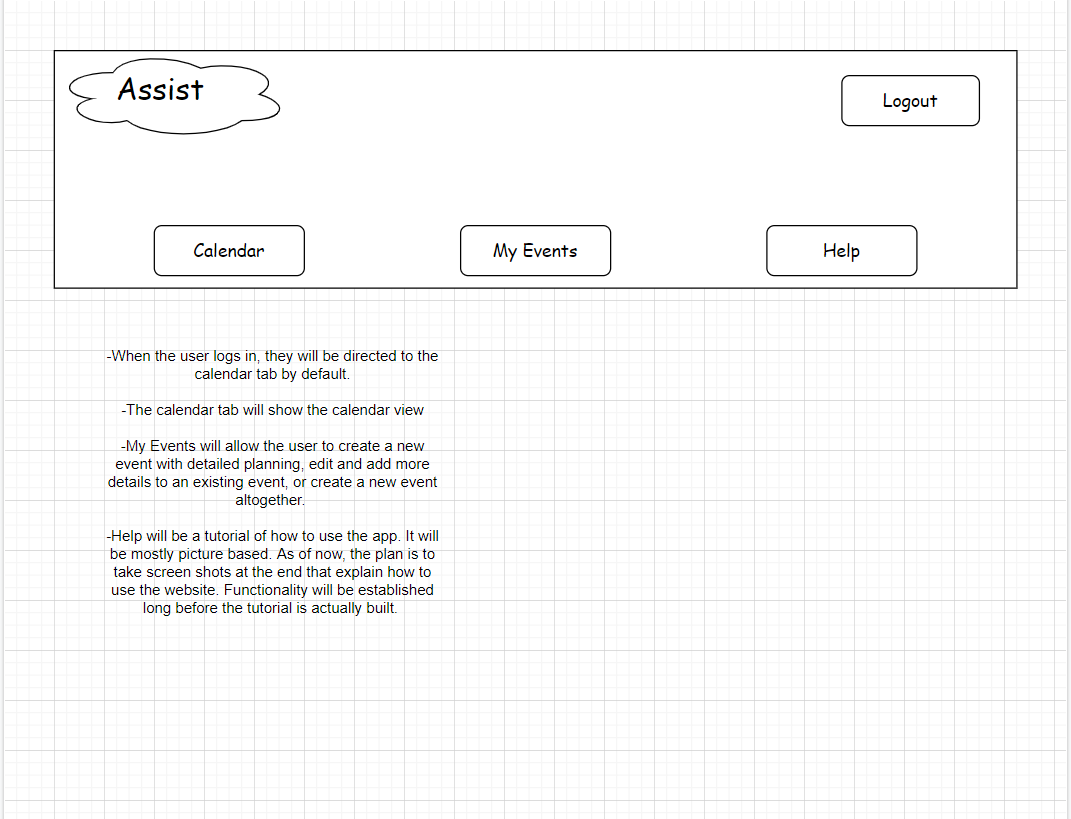 Assist
Logout
Calendar
My Events
Help
-When the user logs in, they will be directed to the
calendar tab by default.
-The calendar tab will show the calendar view
-My Events will allow the user to create a new
event with detailed planning, edit and add more
details to an existing event, or create a new event
altogether.
-Help will be a tutorial of how to use the app. It will
be mostly picture based. As of now, the plan is to
take screen shots at the end that explain how to
use the website. Functionality will be established
long before the tutorial is actually built.